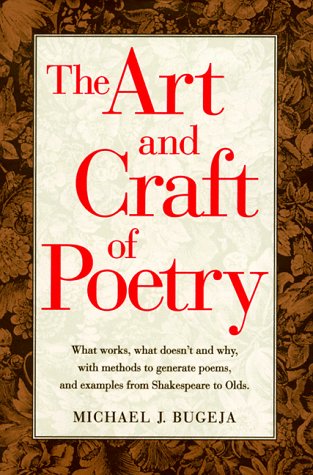 The Art
and
Craft
of
Poetry
What works, what doesn't and why,
with methods to generate poems,
and examples from Shakespeare to Olds.
MICHAEL J. BUGEJA